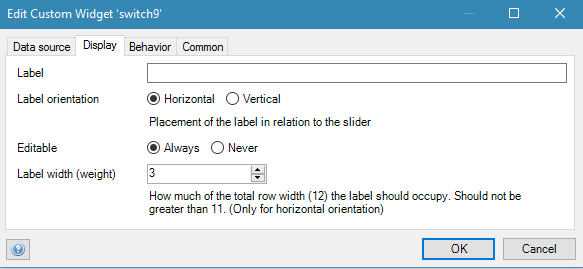 Edit Custom Widget 'switch9'
Data source Display Behavior Common
Label
Label orientation Horizontal Vertical
Placement of the label in relation to the slider
Editable Always Never
Label width (weight) 3
How much of the total row width (12) the label should occupy. Should not be
greater than 11. (Only for horizontal orientation)
? OK Cancel